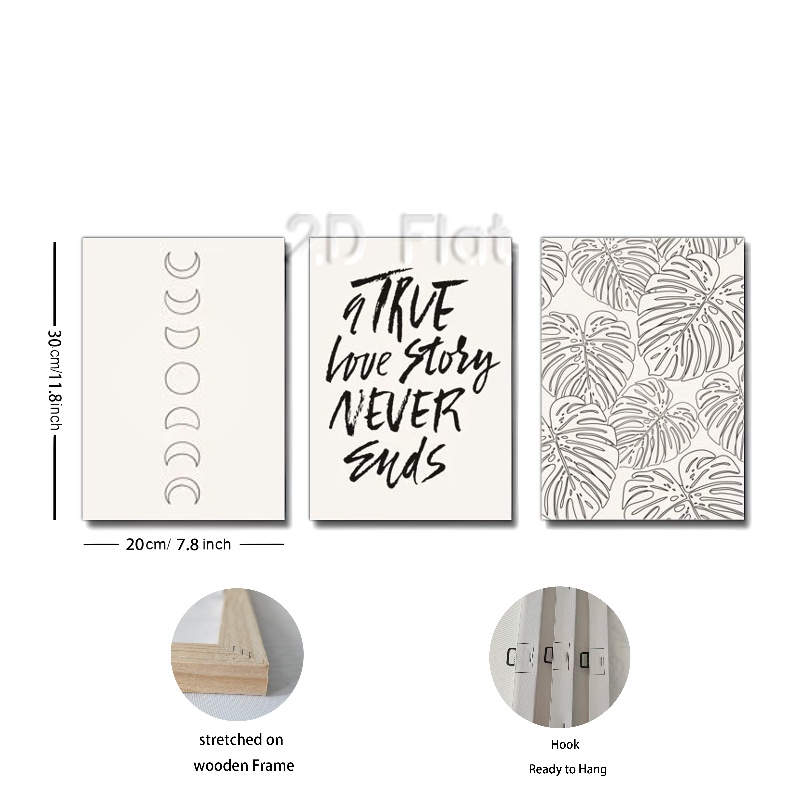 2D Flat
a TRUE
love Story
NEVER
Ends
30cm/11.8inch
20cm/ 7.8 inch
stretched on
wooden Frame
Hook
Ready to Hang